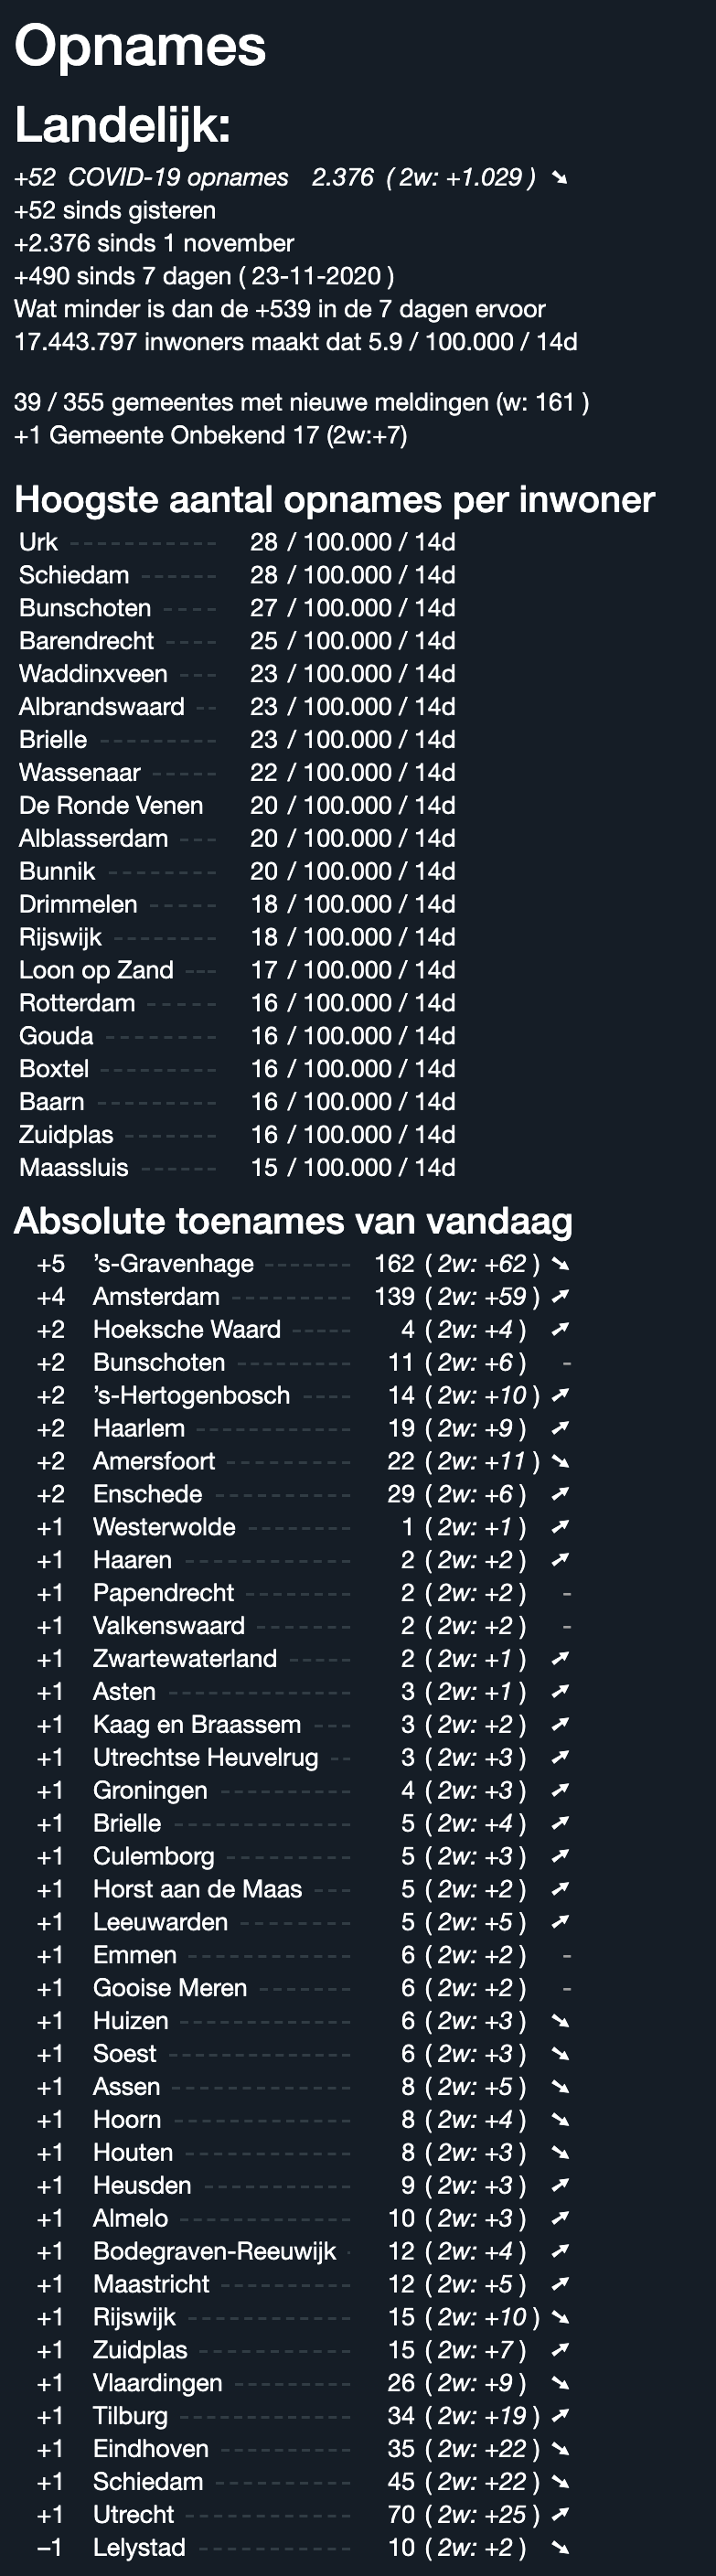 Opnames
Landelijk:
+52 COVID-19 opnames 2.376 ( 2w: +1.029 ) ➘
+52 sinds gisteren
+2.376 sinds 1 november
+490 sinds 7 dagen ( 23-11-2020 )
Wat minder is dan de +539 in de 7 dagen ervoor
17.443.797 inwoners maakt dat 5.9 / 100.000 / 14d
39 / 355 gemeentes met nieuwe meldingen (w: 161 )
+1 Gemeente Onbekend 17 (2w:+7)
Hoogste aantal opnames per inwoner
Urk ----------- 28 / 100.000 / 14d
Schiedam ------ 28 / 100.000 / 14d
Bunschoten ---- 27 / 100.000 / 14d
Barendrecht ---- 25 / 100.000 / 14d
Waddinxveen --- 23 / 100.000 / 14d
Albrandswaard -- 23 / 100.000 / 14d
Brielle --------- 23 / 100.000 / 14d
Wassenaar ----- 22 / 100.000 / 14d
De Ronde Venen 20 / 100.000 / 14d
Alblasserdam --- 20 / 100.000 / 14d
Bunnik -------- 20 / 100.000 / 14d
Drimmelen ----- 18 / 100.000 / 14d
Rijswijk -------- 18 / 100.000 / 14d
Loon op Zand --- 17 / 100.000 / 14d
Rotterdam ----- 16 / 100.000 / 14d
Gouda -------- 16 / 100.000 / 14d
Boxtel --------- 16 / 100.000 / 14d
Baarn --------- 16 / 100.000 / 14d
Zuidplas ------- 16 / 100.000 / 14d
Maassluis ------ 15 / 100.000 / 14d
Absolute toenames van vandaag
+5 ’s-Gravenhage ------- 162 ( 2w: +62 ) ➘
+4 Amsterdam --------- 139 ( 2w: +59 ) ➚
+2 Hoeksche Waard ----- 4 ( 2w: +4 ) ➚
+2 Bunschoten --------- 11 ( 2w: +6 ) -
+2 ’s-Hertogenbosch ---- 14 ( 2w: +10 ) ➚
+2 Haarlem ------------ 19 ( 2w: +9 ) ➚
+2 Amersfoort --------- 22 ( 2w: +11 ) ➘
+2 Enschede ---------- 29 ( 2w: +6 ) ➚
+1 Westerwolde -------- 1 ( 2w: +1 ) ➚
+1 Haaren ------------ 2 ( 2w: +2 ) ➚
+1 Papendrecht -------- 2 ( 2w: +2 ) -
+1 Valkenswaard ------- 2 ( 2w: +2 ) -
+1 Zwartewaterland ----- 2 ( 2w: +1 ) ➚
+1 Asten ------------- 3 ( 2w: +1 ) ➚
+1 Kaag en Braassem --- 3 ( 2w: +2 ) ➚
+1 Utrechtse Heuvelrug -- 3 ( 2w: +3 ) ➚
+1 Groningen ---------- 4 ( 2w: +3 ) ➚
+1 Brielle ------------- 5 ( 2w: +4 ) ➚
+1 Culemborg --------- 5 ( 2w: +3 ) ➚
+1 Horst aan de Maas --- 5 ( 2w: +2 ) ➚
+1 Leeuwarden -------- 5 ( 2w: +5 ) ➚
+1 Emmen ------------ 6 ( 2w: +2 ) -
+1 Gooise Meren ------- 6 ( 2w: +2 ) -
+1 Huizen ------------ 6 ( 2w: +3 ) ➘
+1 Soest ------------- 6 ( 2w: +3 ) ➘
+1 Assen ------------- 8 ( 2w: +5 ) ➘
+1 Hoorn ------------- 8 ( 2w: +4 ) ➘
+1 Houten ------------ 8 ( 2w: +3 ) ➘
+1 Heusden ----------- 9 ( 2w: +3 ) ➚
+1 Almelo ------------ 10 ( 2w: +3 ) ➚
+1 Bodegraven-Reeuwijk - 12 ( 2w: +4 ) ➚
+1 Maastricht ---------- 12 ( 2w: +5 ) ➚
+1 Rijswijk ------------ 15 ( 2w: +10 ) ➘
+1 Zuidplas ----------- 15 ( 2w: +7 ) ➚
+1 Vlaardingen --------- 26 ( 2w: +9 ) ➘
+1 Tilburg ------------ 34 ( 2w: +19 ) ➚
+1 Eindhoven ---------- 35 ( 2w: +22 ) ➘
+1 Schiedam ---------- 45 ( 2w: +22 ) ➘
+1 Utrecht ------------ 70 ( 2w: +25 ) ➚
–1 Lelystad ----------- 10 ( 2w: +2 ) ➘